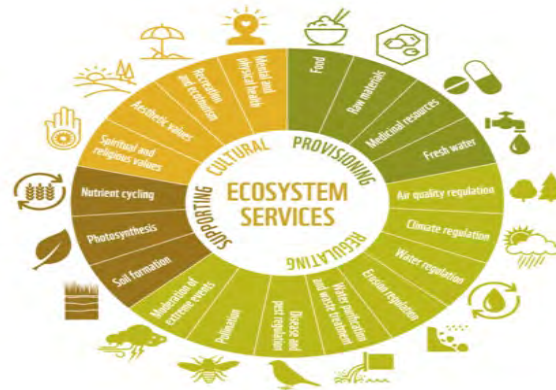 ECOSYSTEM
SERVICES
CULTURAL
PROVISIONING
REGULATING
SUPPORTING
Food
Raw materials
Medicinal resources
Fresh water
Air quality regulation
Climate regulation
Water regulation
Erosion regulation
Water purification
and waste treatment
Disease and
pest regulation
Pollination
Moderation of
extreme events
Soil formation
Photosynthesis
Nutrient cycling
Spiritual and
religious values
Aesthetic values
Recreation
and ecotourism
Mental and
physical health